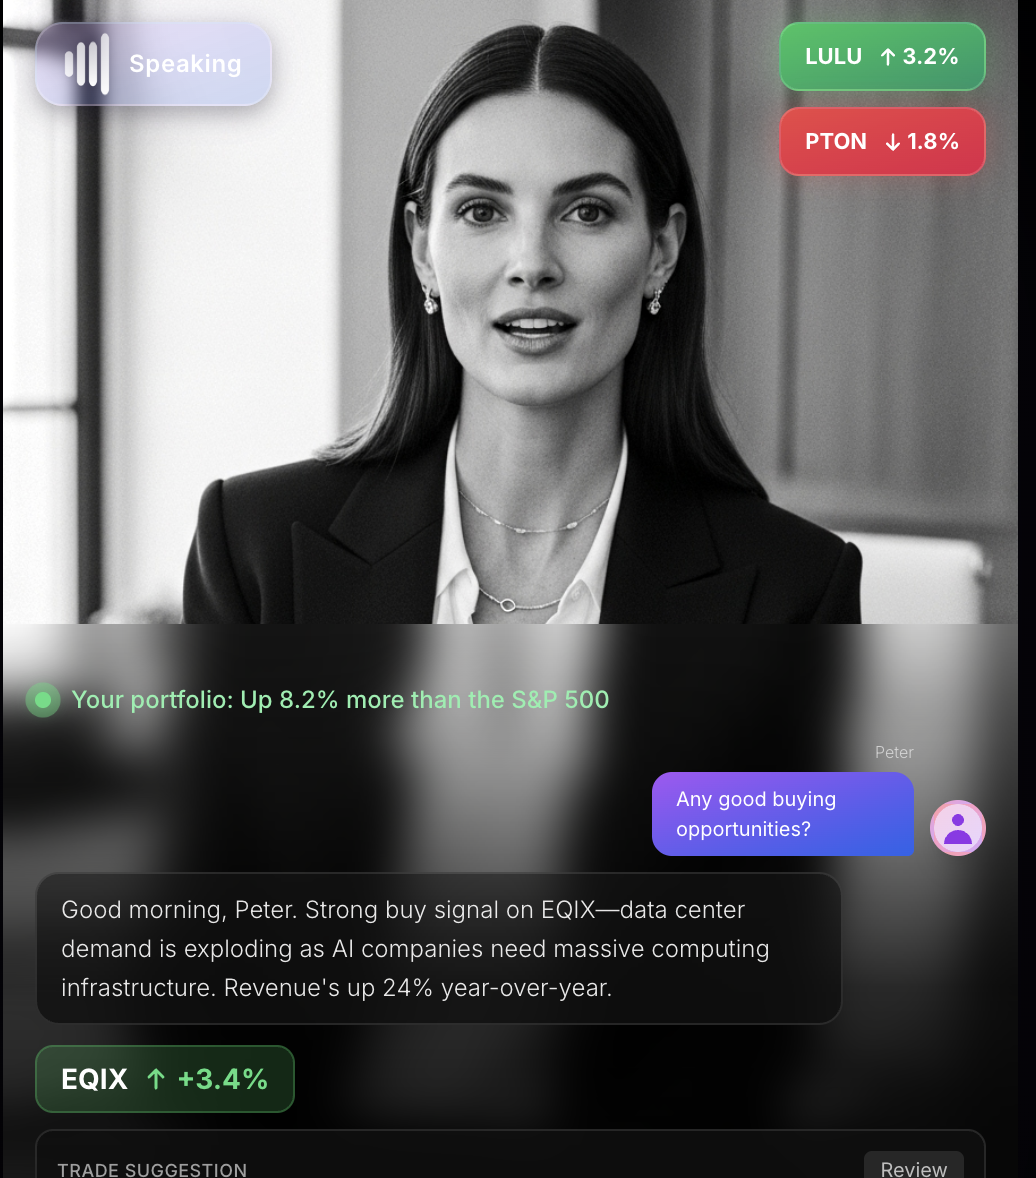 Speaking
LULU ↑ 3.2%
PTON ↓ 1.8%
Your portfolio: Up 8.2% more than the S&P 500
Peter
Any good buying
opportunities?
Good morning, Peter. Strong buy signal on EQIX—data center
demand is exploding as AI companies need massive computing
infrastructure. Revenue's up 24% year-over-year.
EQIX ↑ +3.4%
TRADE SUGGESTION
Review